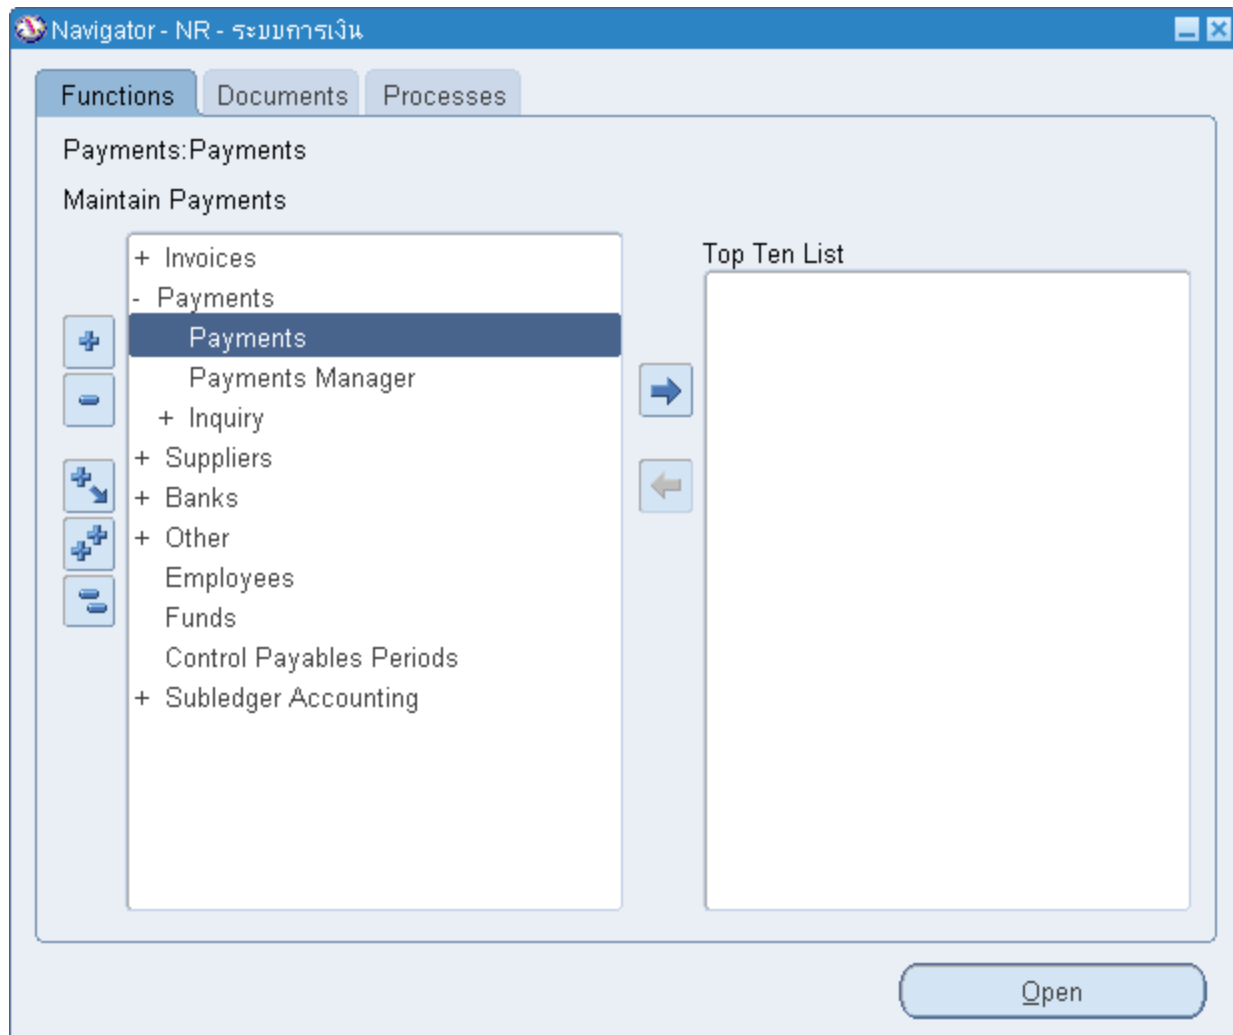 Navigator - NR - ระบบการเงิน
Functions Documents Processes
Payments:Payments
Maintain Payments
+ Invoices
- Payments
Payments
Payments Manager
+ Inquiry
+ Suppliers
+ Banks
+ Other
Employees
Funds
Control Payables Periods
+ Subledger Accounting
Top Ten List
Open